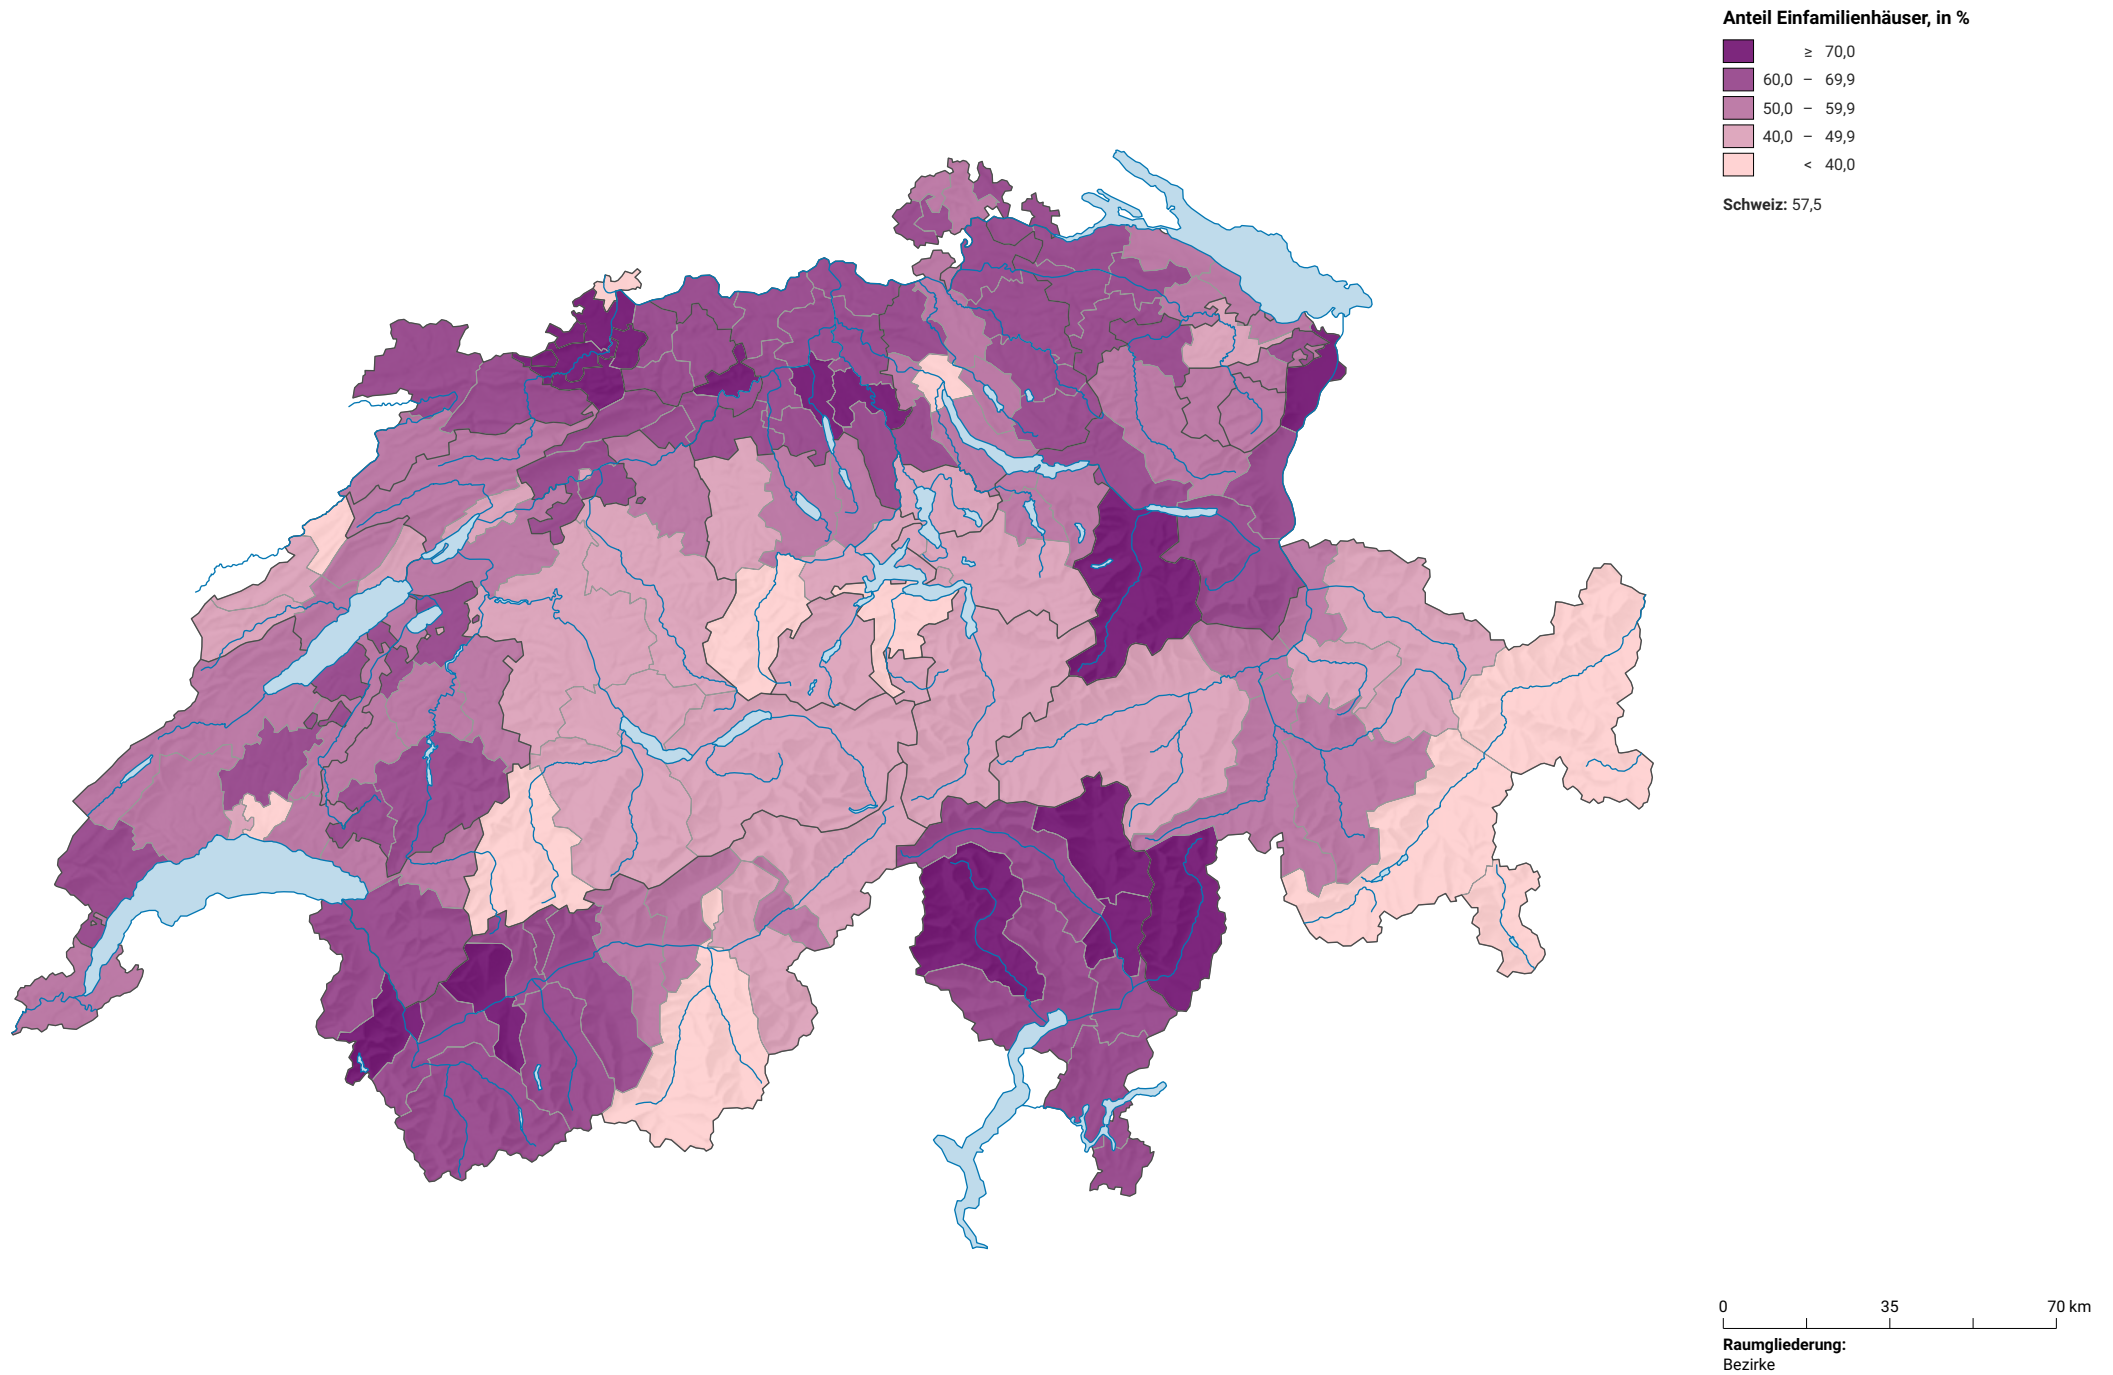 Anteil Einfamilienhäuser, in %
≥ 70,0
60,0 – 69,9
50,0 – 59,9
40,0 – 49,9
< 40,0
Schweiz: 57,5
0 35 70 km
Raumgliederung:
Bezirke